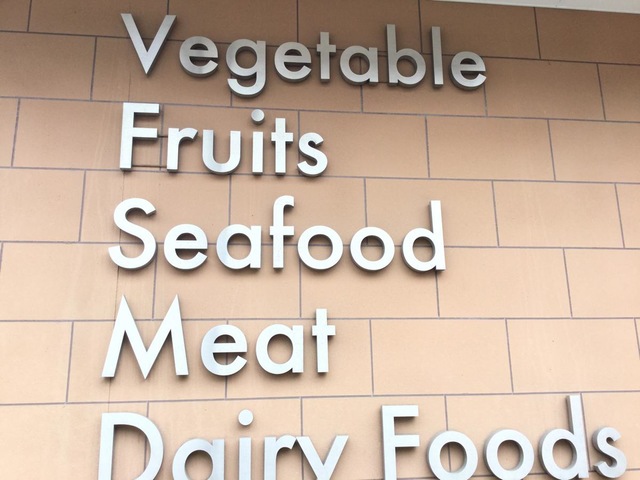 Vegetable
Fruits
Seafood
Meat
Dairy Foods